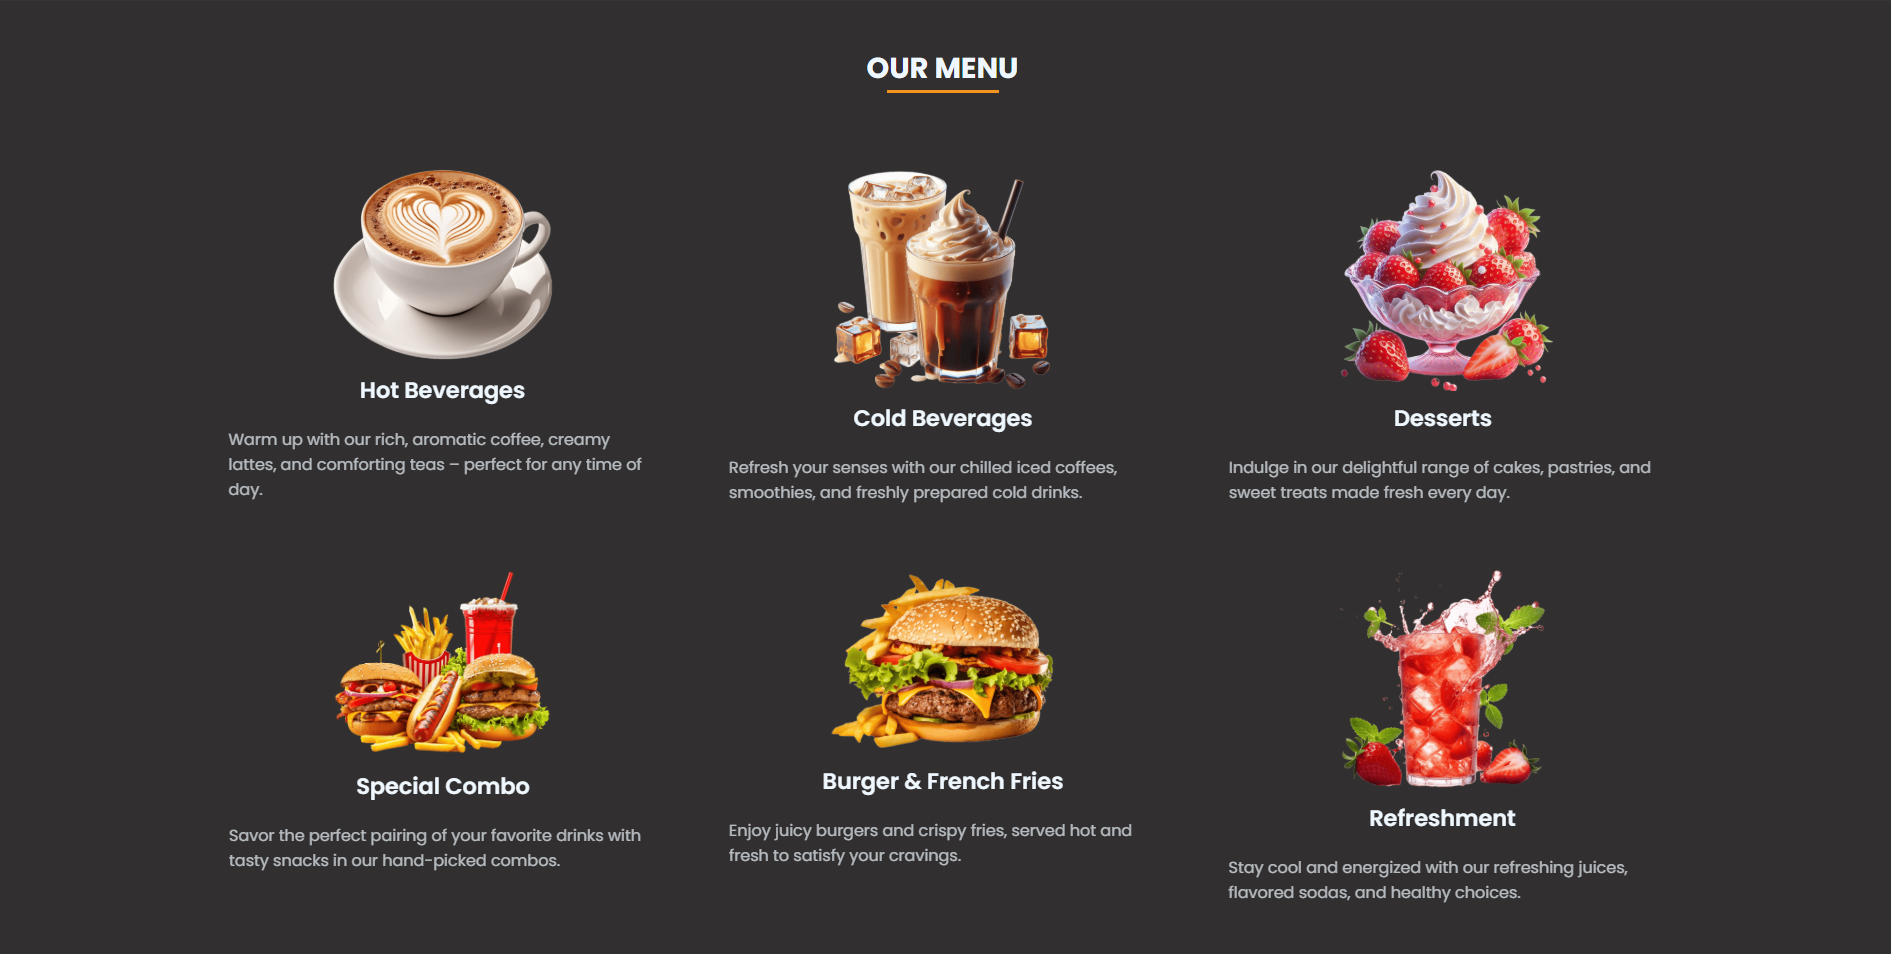 OUR MENU
Hot Beverages
Warm up with our rich, aromatic coffee, creamy
lattes, and comforting teas – perfect for any time of
day.
Cold Beverages
Refresh your senses with our chilled iced coffees,
smoothies, and freshly prepared cold drinks.
Desserts
Indulge in our delightful range of cakes, pastries, and
sweet treats made fresh every day.
Special Combo
Savor the perfect pairing of your favorite drinks with
tasty snacks in our hand-picked combos.
Burger & French Fries
Enjoy juicy burgers and crispy fries, served hot and
fresh to satisfy your cravings.
Refreshment
Stay cool and energized with our refreshing juices,
flavored sodas, and healthy choices.